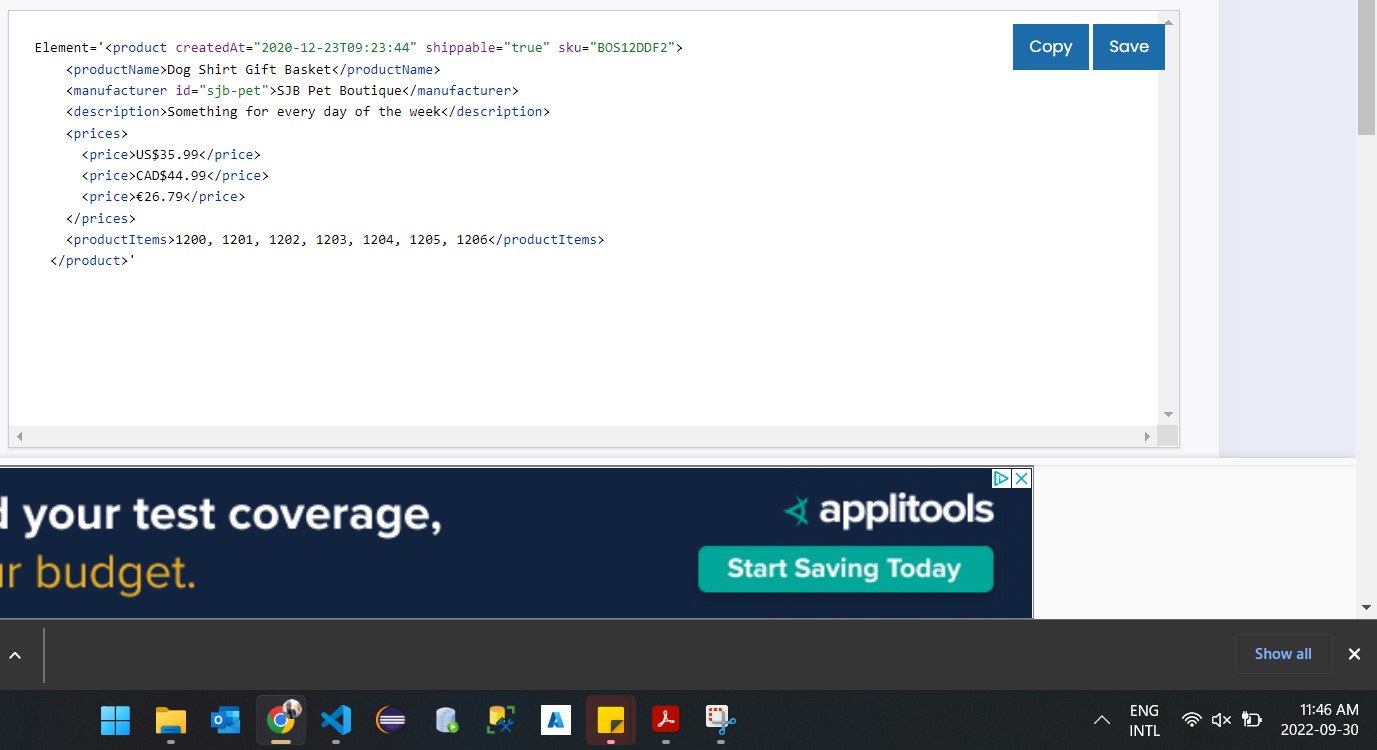 Element='<product createdAt="2020-12-23T09:23:44" shippable="true" sku="BOS12DDF2">
<productName>Dog Shirt Gift Basket</productName>
<manufacturer id="sjb-pet">SJB Pet Boutique</manufacturer>
<description>Something for every day of the week</description>
<prices>
<price>US$35.99</price>
<price>CAD$44.99</price>
<price>€26.79</price>
</prices>
<productItems>1200, 1201, 1202, 1203, 1204, 1205, 1206</productItems>
</product>'
Copy
Save
your test coverage,
budget.
applitools
Start Saving Today
Show all
ENG
INTL
11:46 AM
2022-09-30